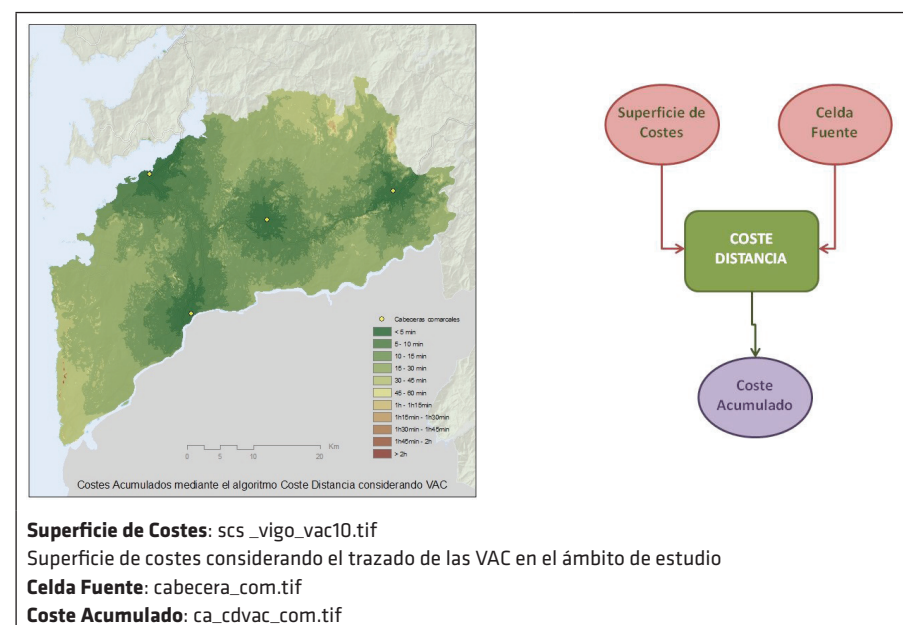 Superficie de
Costes
Celda
Fuente
COSTE
DISTANCIA
Coste
Acumulado
Cabeceras comarcales
< 5 min
5 - 10 min
10 - 15 min
15 - 30 min
30 - 45 min
45 - 60 min
1h - 1h15min
1h15min - 1h30min
1h30min - 1h45min
1h45min - 2h
> 2h
Km
0 5 10 20
Costes Acumulados mediante el algoritmo Coste Distancia considerando VAC
Superficie de Costes: scs _vigo_vac10.tif
Superficie de costes considerando el trazado de las VAC en el ámbito de estudio
Celda Fuente: cabecera_com.tif
Coste Acumulado: ca_cdvac_com.tif